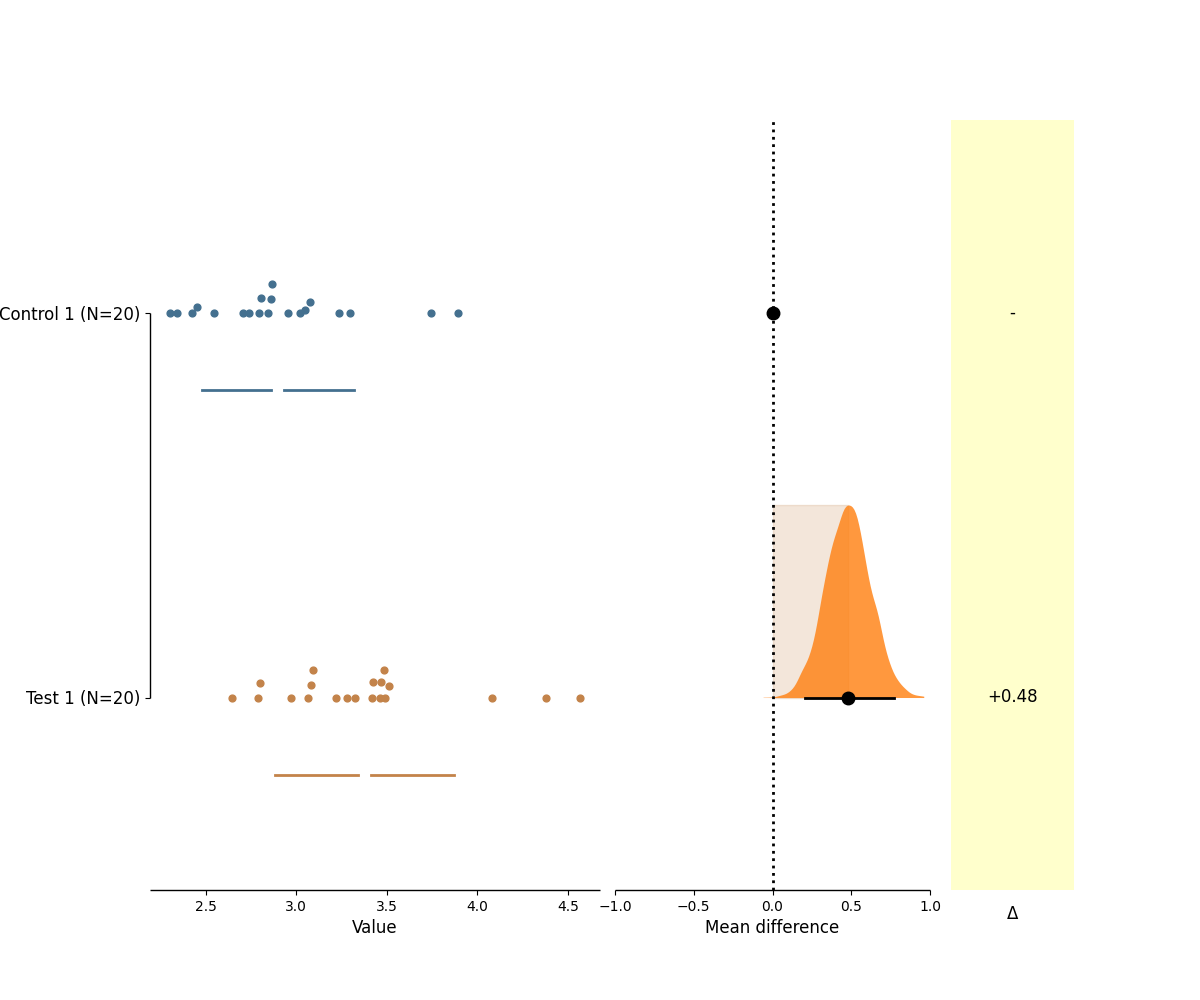 Control 1 (N=20)
-
Test 1 (N=20)
+0.48
2.5 3.0 3.5 4.0 4.5 −1.0 −0.5 0.0 0.5 1.0
Value Mean difference Δ